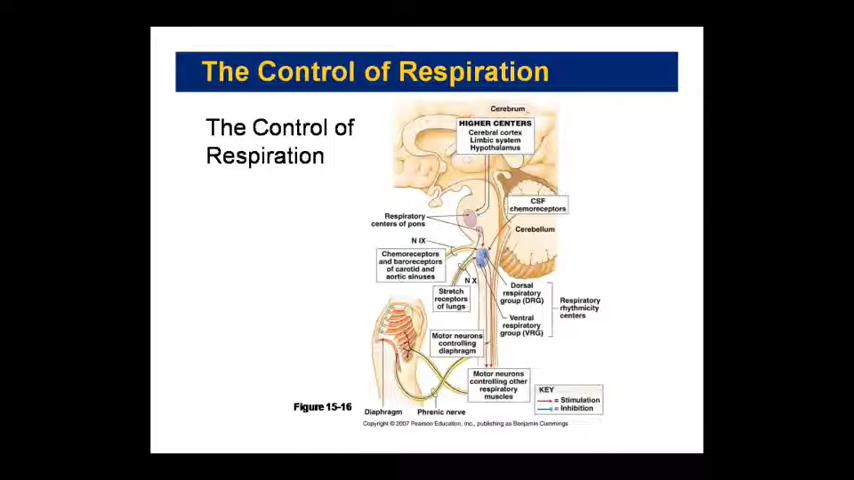 The Control of Respiration
The Control of
Respiration
Cerebrum
HIGHER CENTERS
Cerebral cortex
Limbic system
Hypothalamus
CSF
chemoreceptors
Respiratory
centers of pons
Cerebellum
N IX
Chemoreceptors
and baroreceptors
of carotid and
aortic sinuses
N X
Stretch
receptors
of lungs
Dorsal
respiratory
group (DRG)
Respiratory
rhythmicity
centers
Ventral
respiratory
group (VRG)
Motor neurons
controlling
diaphragm
Motor neurons
controlling other
respiratory
muscles
KEY
= Stimulation
= Inhibition
Figure 15-16
Diaphragm
Phrenic nerve
Copyright © 2007 Pearson Education, Inc., publishing as Benjamin Cummings